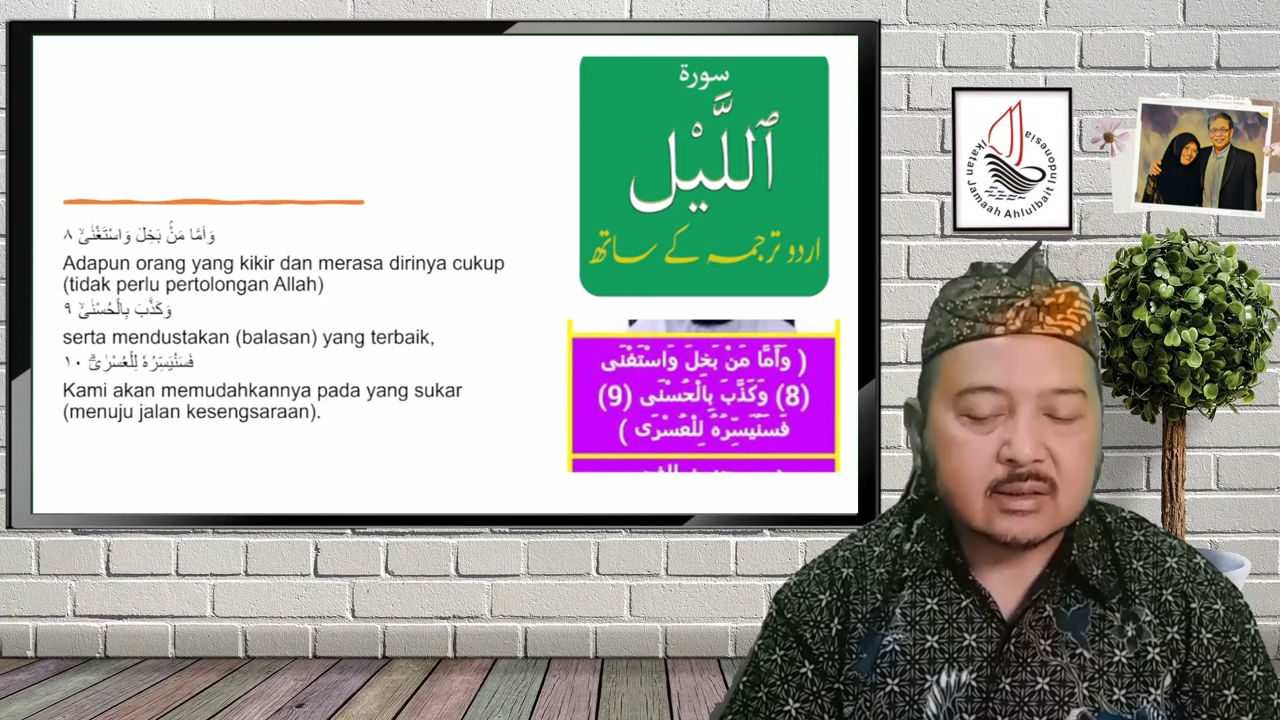 وَاَمَّا مَنْۢ بَخِلَ وَاسْتَغْنٰىۙ ٨
Adapun orang yang kikir dan merasa dirinya cukup
(tidak perlu pertolongan Allah)
وَكَذَّبَ بِالْحُسْنٰىۙ ٩
serta mendustakan (balasan) yang terbaik,
فَسَنُيَسِّرُهٗ لِلْعُسْرٰىۗ ١٠
Kami akan memudahkannya pada yang sukar
(menuju jalan kesengsaraan).
سورة
ٱللَّيْل
اردو ترجمہ کے ساتھ
( وَأَمَّا مَنْ بَخِلَ وَاسْتَغْنَى
(8) وَكَذَّبَ بِالْحُسْنَى (9)
فَسَنُيَسِّرُهُ لِلْعُسْرَى )
Ikatan Jamaah Ahlulbait Indonesia